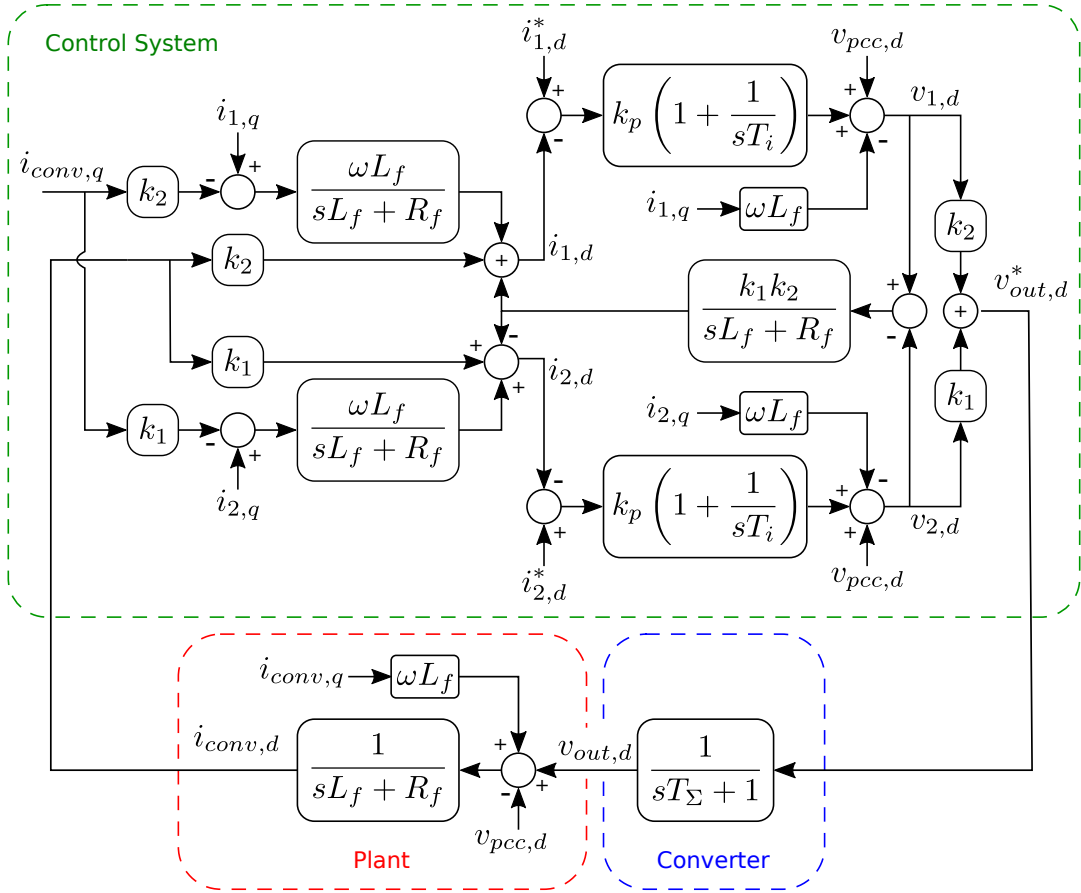 Control System
i*1,d
vpcc,d
i1,q
+
kp (1 + 1/sTi)
+
+
-
v1,d
iconv,q
k2
-
+
ωLf/(sLf + Rf)
-
i1,q
ωLf
k2
k2
+
i1,d
k1k2/(sLf + Rf)
+
-
+
v*out,d
k1
+
-
+
i2,d
k1
-
+
ωLf/(sLf + Rf)
i2,q
ωLf
k1
i2,q
-
+
kp (1 + 1/sTi)
+
-
+
v2,d
i*2,d
vpcc,d
iconv,q
ωLf
iconv,d
1/(sLf + Rf)
+
-
+
vout,d
1/(sTΣ + 1)
vpcc,d
Plant
Converter